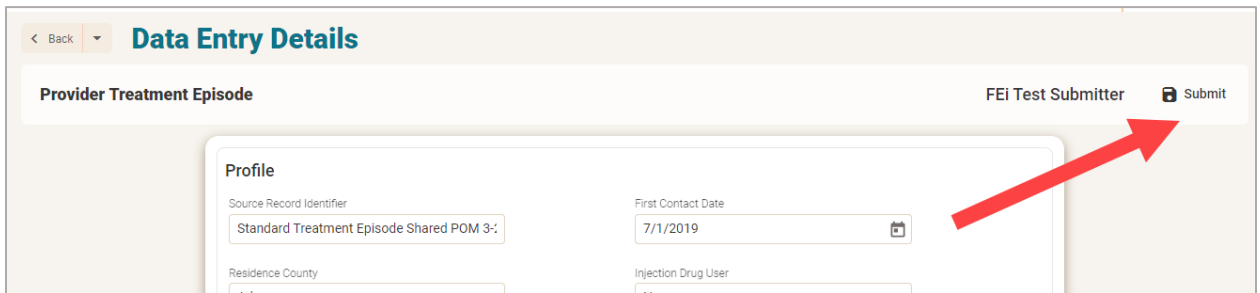 Back Data Entry Details
Provider Treatment Episode FEi Test Submitter Submit
Profile
Source Record Identifier First Contact Date
Standard Treatment Episode Shared POM 3-2 7/1/2019
Residence County Injection Drug User